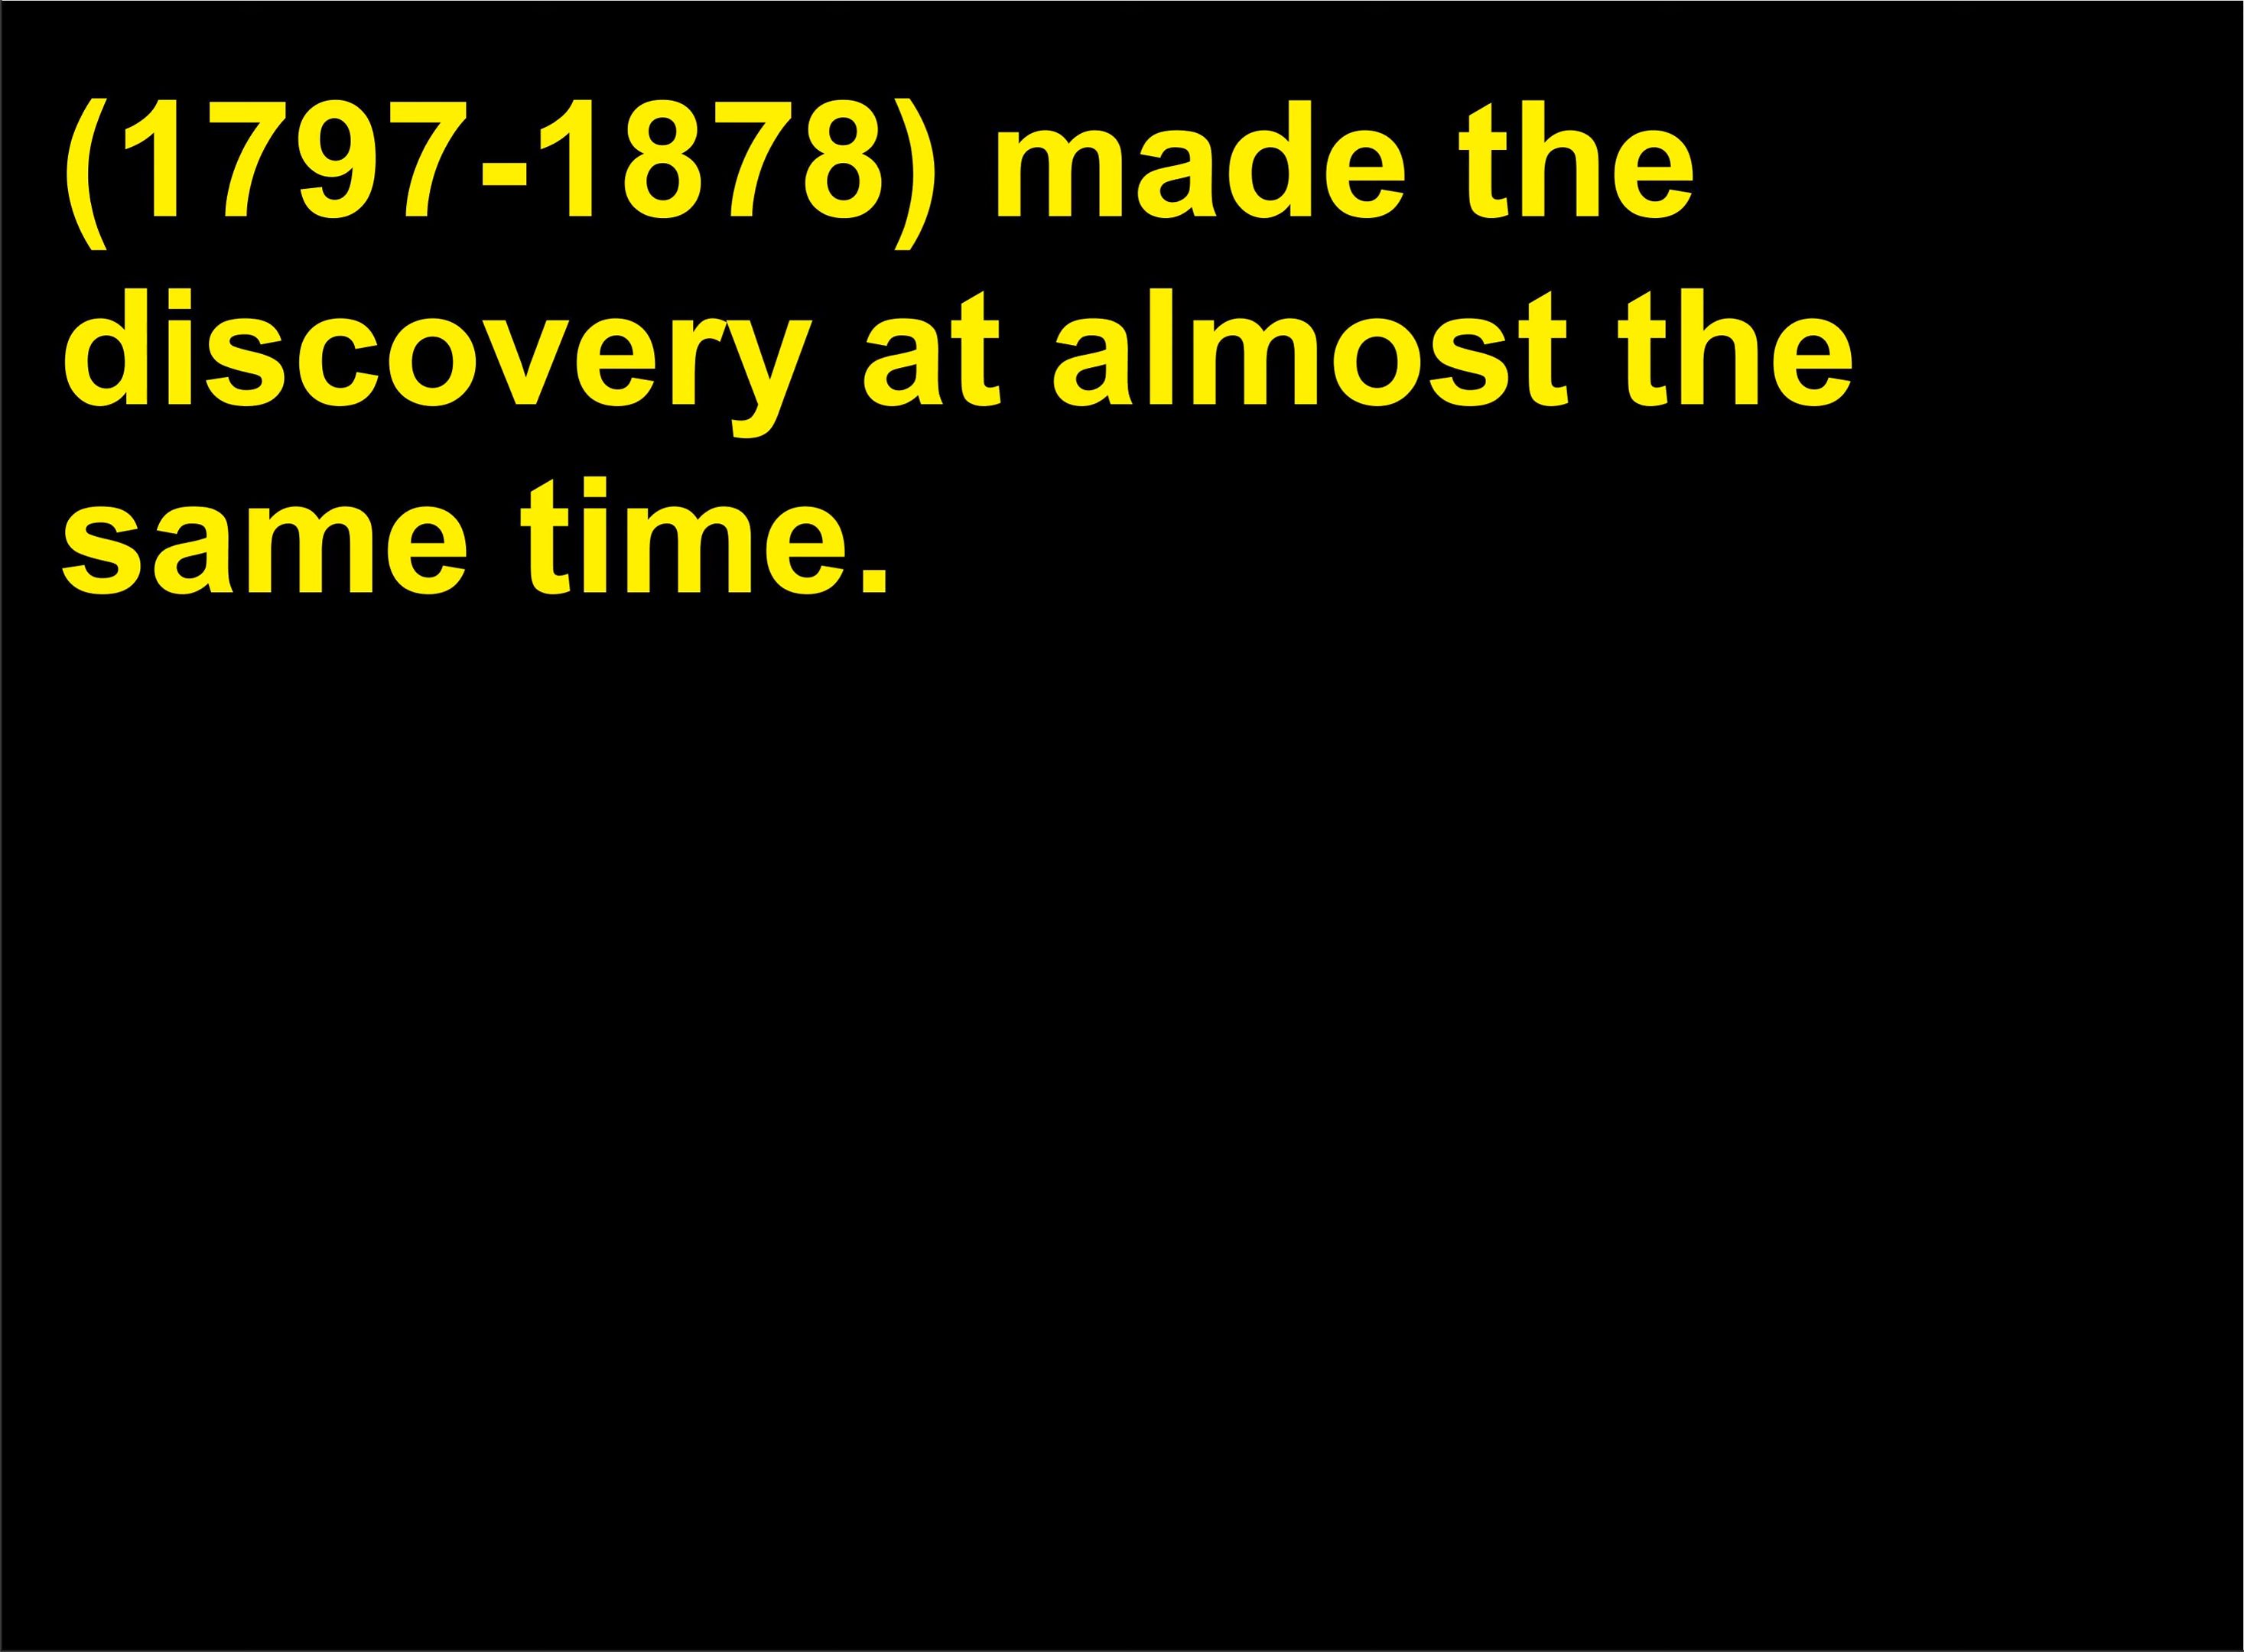 (1797-1878) made the
discovery at almost the
same time.